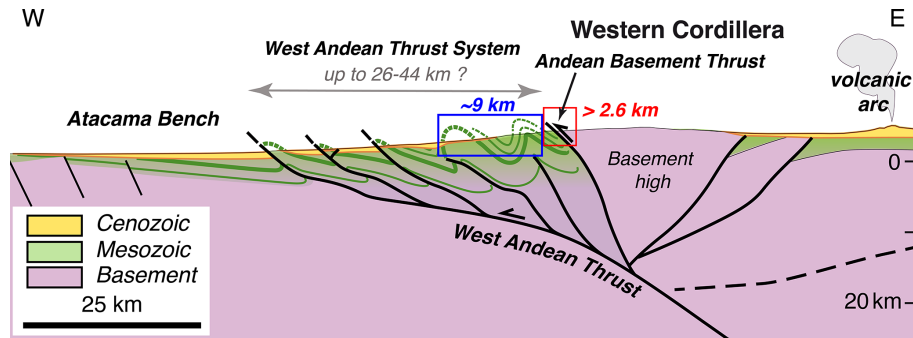 W
E
Western Cordillera
West Andean Thrust System
up to 26-44 km ?
Andean Basement Thrust
volcanic
arc
~9 km
> 2.6 km
Atacama Bench
Basement
high
0
Cenozoic
Mesozoic
Basement
25 km
West Andean Thrust
20 km